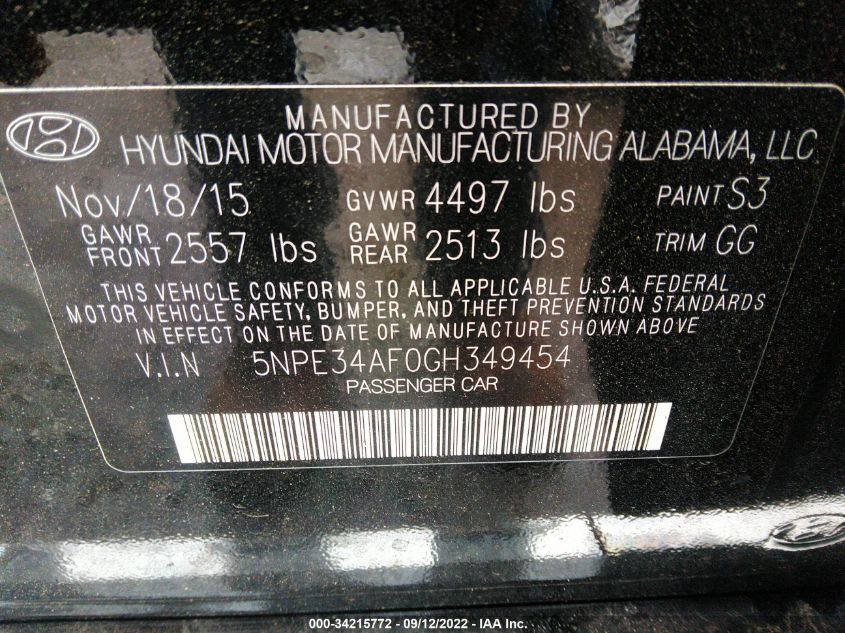 MANUFACTURED BY
HYUNDAI MOTOR MANUFACTURING ALABAMA, LLC
Nov/18/15 GVWR 4497 lbs PAINT S3
GAWR FRONT 2557 lbs GAWR REAR 2513 lbs TRIM GG
THIS VEHICLE CONFORMS TO ALL APPLICABLE U.S.A. FEDERAL
MOTOR VEHICLE SAFETY, BUMPER, AND THEFT PREVENTION STANDARDS
IN EFFECT ON THE DATE OF MANUFACTURE SHOWN ABOVE
V.I.N 5NPE34AF0GH349454
PASSENGER CAR
000-34215772 - 09/12/2022 - IAA Inc.